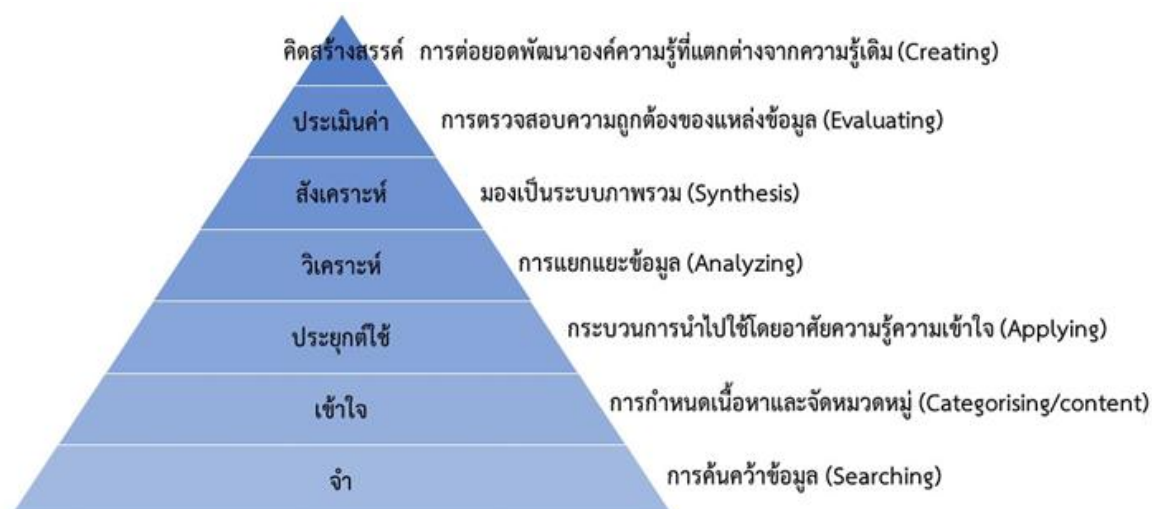 คิดสร้างสรรค์ การต่อยอดพัฒนาองค์ความรู้ที่แตกต่างจากความรู้เดิม (Creating)
ประเมินค่า การตรวจสอบความถูกต้องของแหล่งข้อมูล (Evaluating)
สังเคราะห์ มองเป็นระบบภาพรวม (Synthesis)
วิเคราะห์ การแยกแยะข้อมูล (Analyzing)
ประยุกต์ใช้ กระบวนการนำไปใช้โดยอาศัยความรู้ความเข้าใจ (Applying)
เข้าใจ การกำหนดเนื้อหาและจัดหมวดหมู่ (Categorising/content)
จำ การค้นคว้าข้อมูล (Searching)